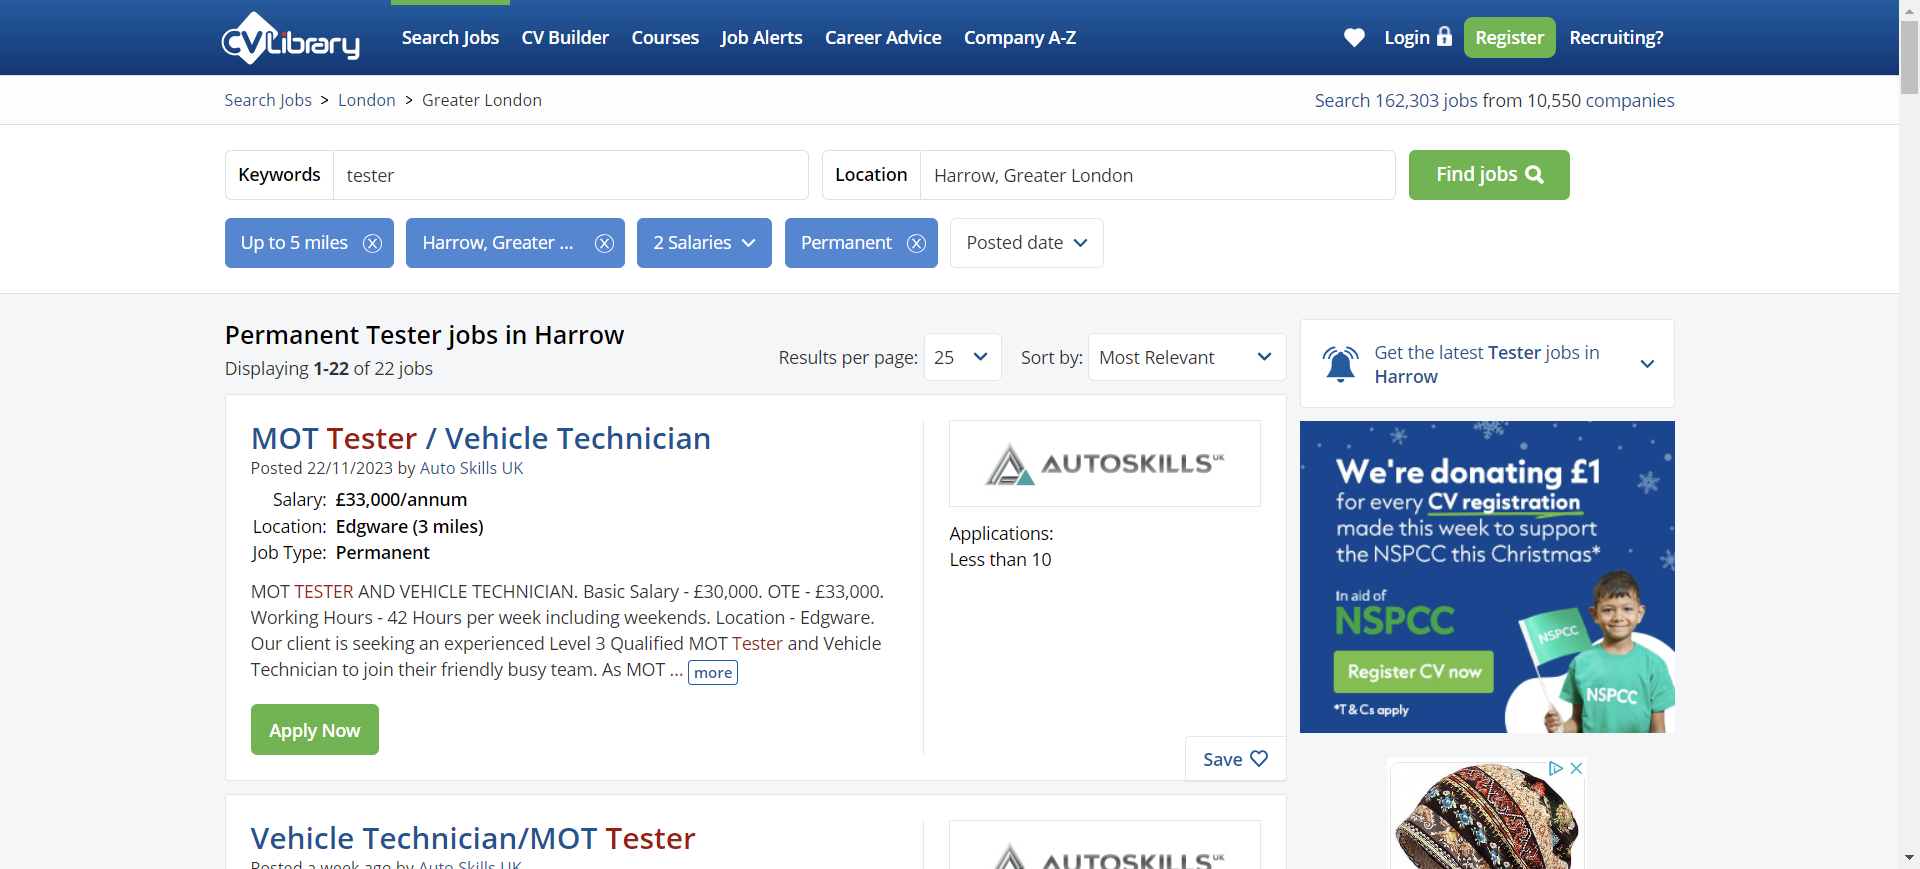 CVLibrary
Search Jobs CV Builder Courses Job Alerts Career Advice Company A-Z Login Register Recruiting?
Search Jobs > London > Greater London
Search 162,303 jobs from 10,550 companies
Keywords tester
Location Harrow, Greater London
Find jobs
Up to 5 miles Harrow, Greater ... 2 Salaries Permanent Posted date
Permanent Tester jobs in Harrow
Displaying 1-22 of 22 jobs
Results per page: 25 Sort by: Most Relevant
Get the latest Tester jobs in
Harrow
MOT Tester / Vehicle Technician
Posted 22/11/2023 by Auto Skills UK
Salary: £33,000/annum
Location: Edgware (3 miles)
Job Type: Permanent
MOT TESTER AND VEHICLE TECHNICIAN. Basic Salary - £30,000. OTE - £33,000.
Working Hours - 42 Hours per week including weekends. Location - Edgware.
Our client is seeking an experienced Level 3 Qualified MOT Tester and Vehicle
Technician to join their friendly busy team. As MOT ... more
Apply Now
AUTOSKILLS UK
Applications:
Less than 10
Save
We're donating £1
for every CV registration
made this week to support
the NSPCC this Christmas*
In aid of
NSPCC
Register CV now
*T & Cs apply
NSPCC
NSPCC
Vehicle Technician/MOT Tester
Posted a week ago by Auto Skills UK
AUTOSKILLS UK